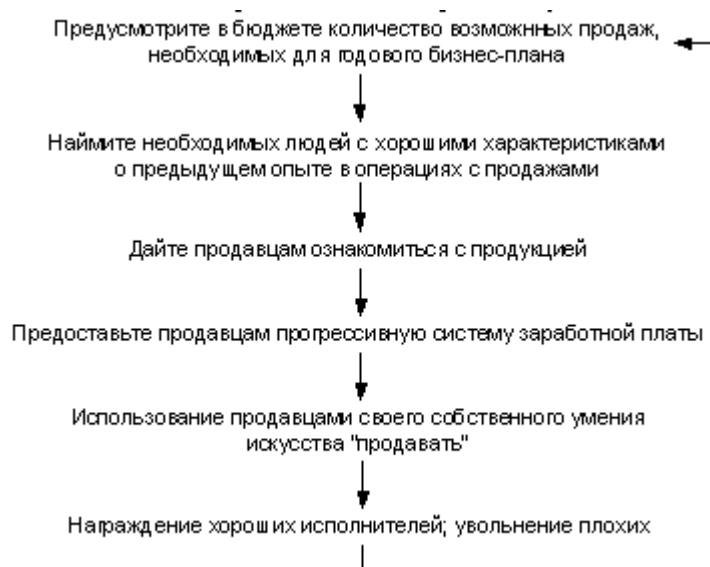 Предусмотрите в бюджете количество возможнных продаж,
необходимых для годового бизнес-плана
Наймите необходимых людей с хорошими характеристиками
о предыдущем опыте в операциях с продажами
Дайте продавцам ознакомиться с продукцией
Предоставьте продавцам прогрессивную систему заработной платы
Использование продавцами своего собственного умения
искусства "продавать"
Награждение хороших исполнителей; увольнение плохих